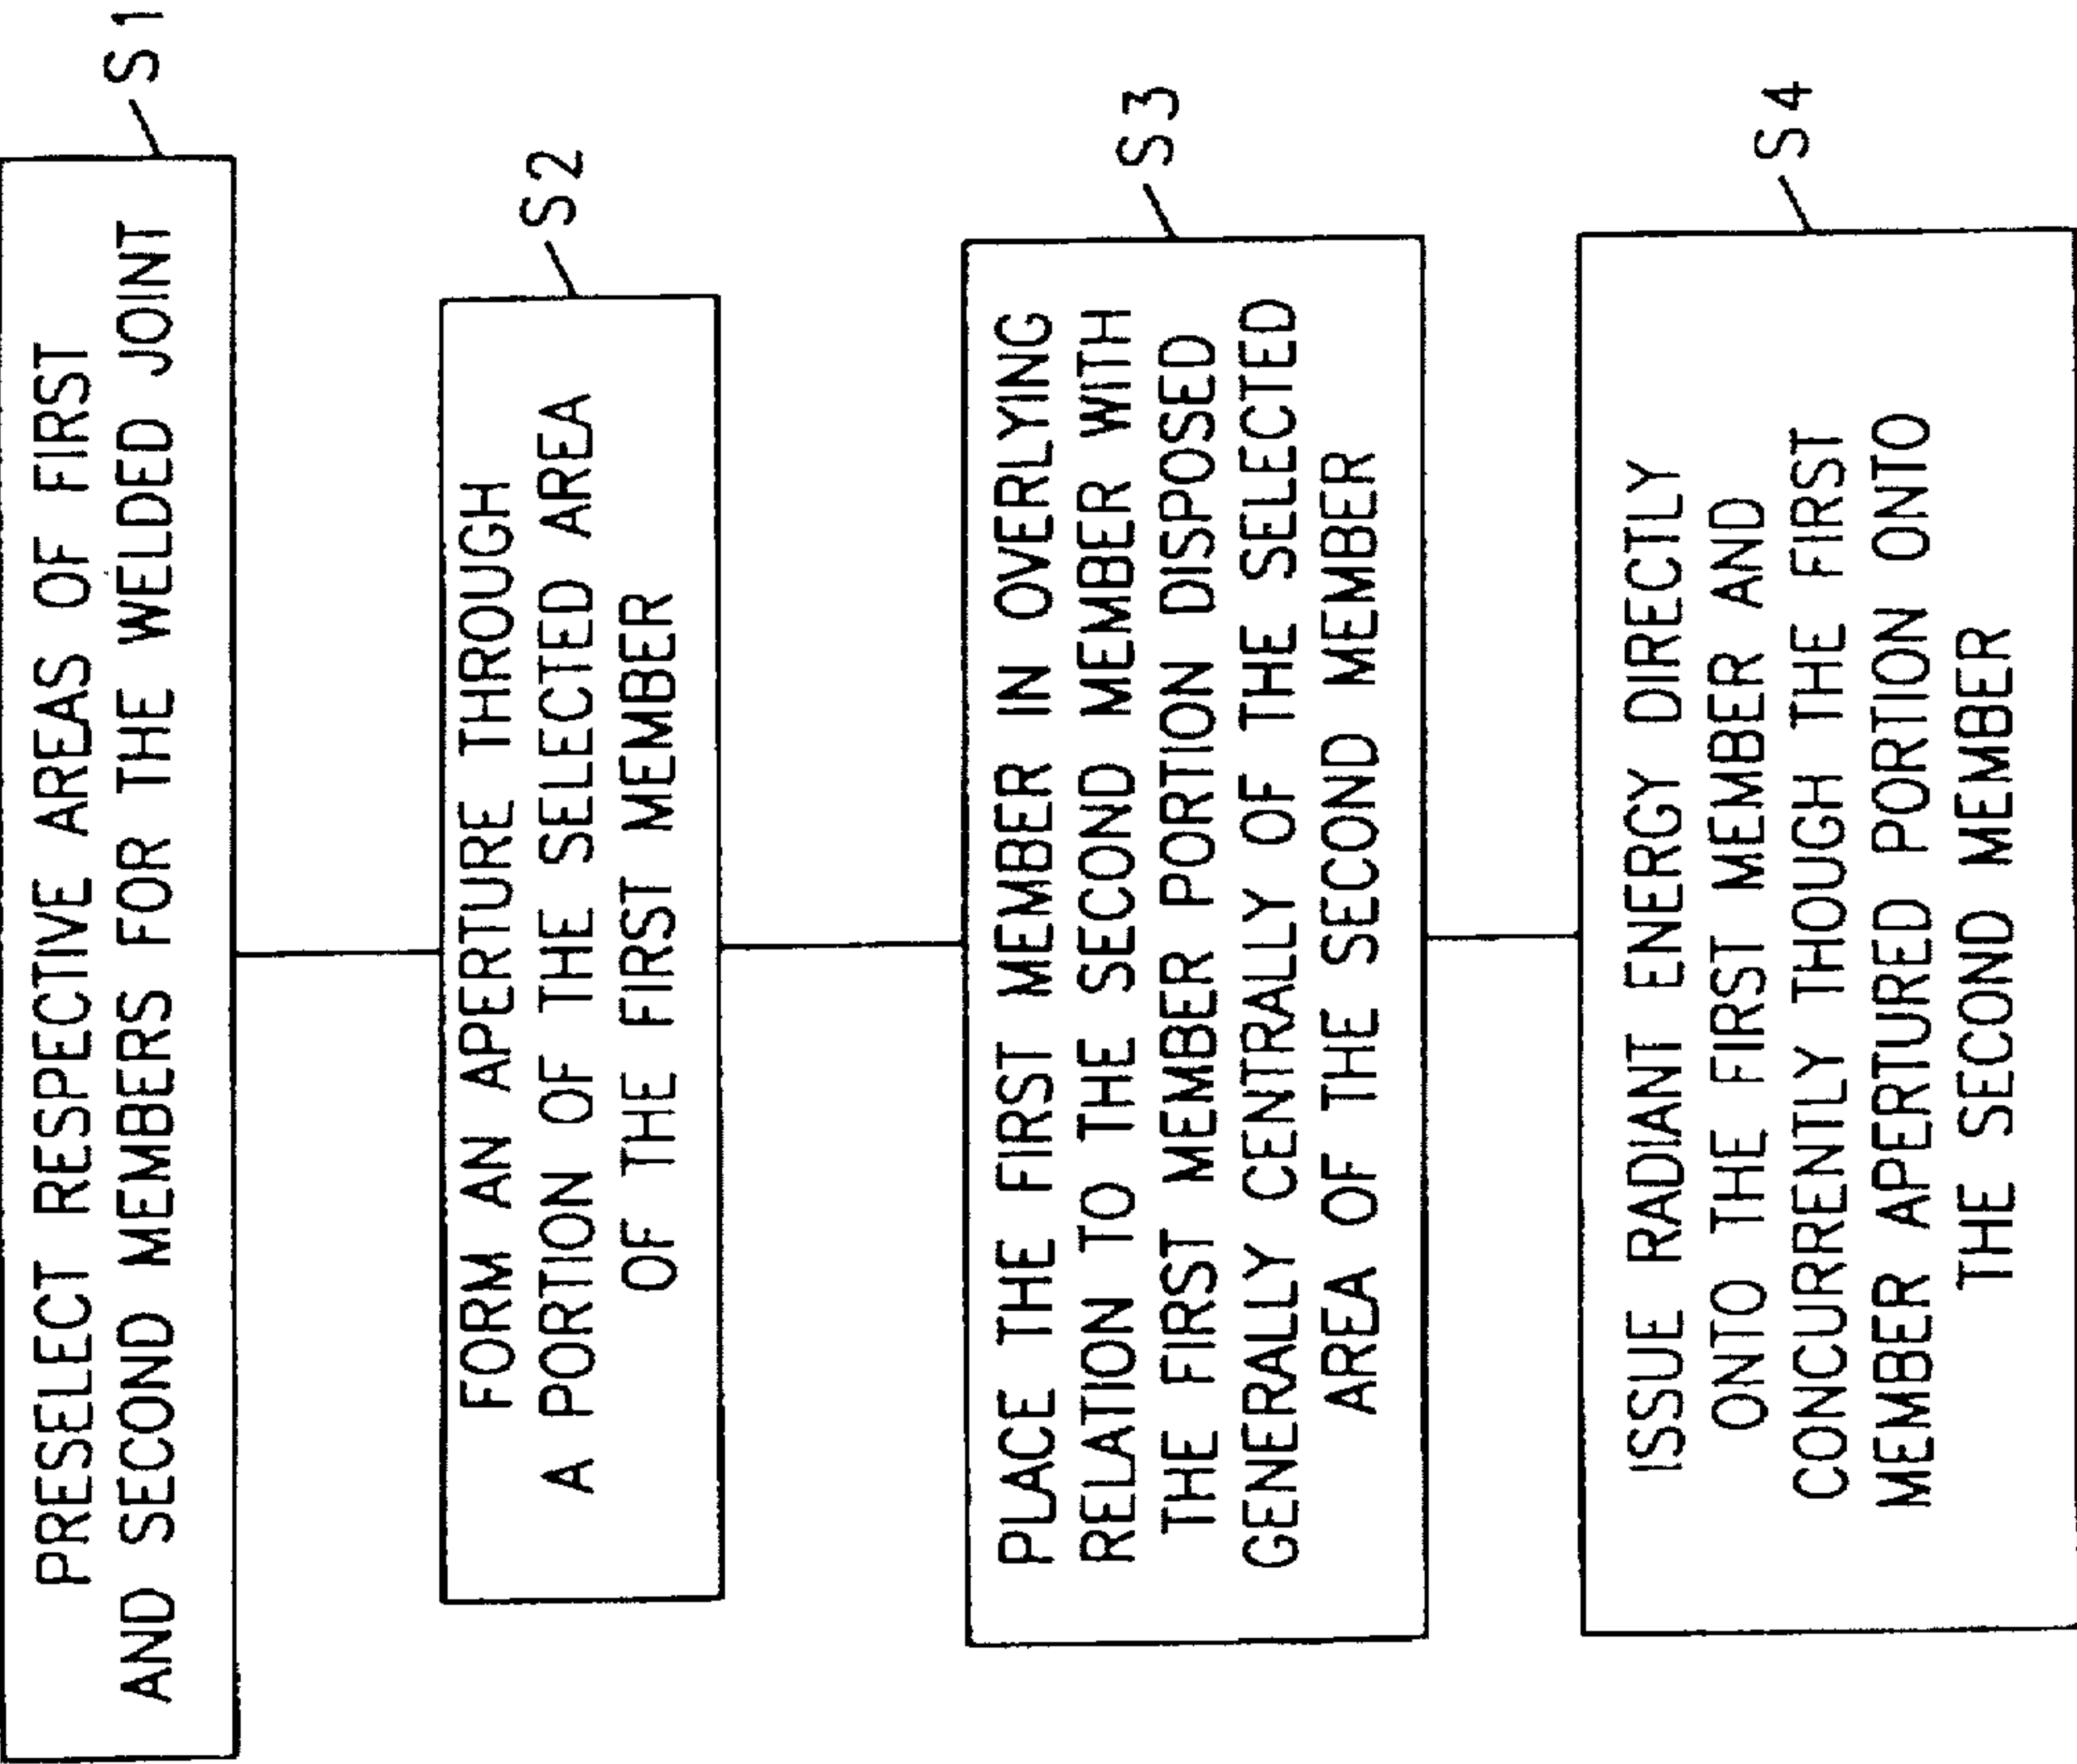 PRESELECT RESPECTIVE AREAS OF FIRST
AND SECOND MEMBERS FOR THE WELDED JOINT
S1
FORM AN APERTURE THROUGH
A PORTION OF THE SELECTED AREA
OF THE FIRST MEMBER
S2
PLACE THE FIRST MEMBER IN OVERLYING
RELATION TO THE SECOND MEMBER WITH
THE FIRST MEMBER PORTION DISPOSED
GENERALLY CENTRALLY OF THE SELECTED
AREA OF THE SECOND MEMBER
S3
ISSUE RADIANT ENERGY DIRECTLY
ONTO THE FIRST MEMBER AND
CONCURRENTLY THOUGH THE FIRST
MEMBER APERTURED PORTION ONTO
THE SECOND MEMBER
S4